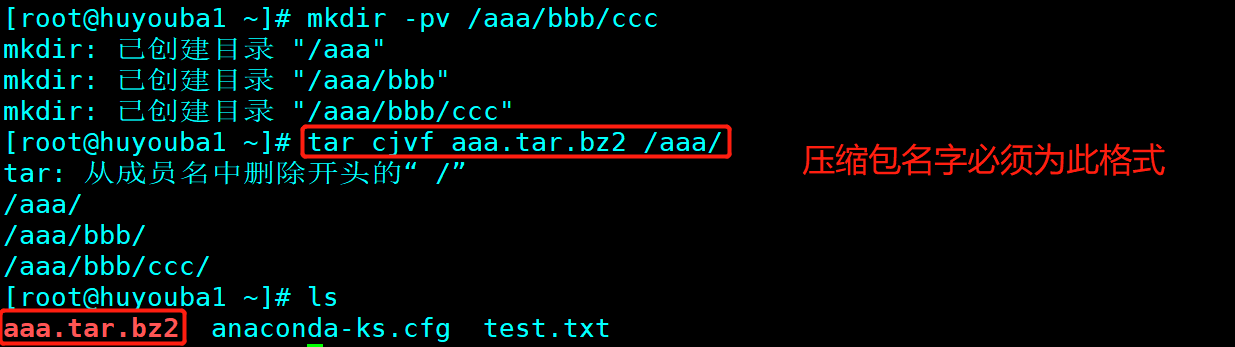 [root@huyouba1 ~]# mkdir -pv /aaa/bbb/ccc
mkdir: 已创建目录 "/aaa"
mkdir: 已创建目录 "/aaa/bbb"
mkdir: 已创建目录 "/aaa/bbb/ccc"
[root@huyouba1 ~]# tar cjvf aaa.tar.bz2 /aaa/
压缩包名字必须为此格式
tar: 从成员名中删除开头的“ /”
/aaa/
/aaa/bbb/
/aaa/bbb/ccc/
[root@huyouba1 ~]# ls
aaa.tar.bz2  anaconda-ks.cfg  test.txt